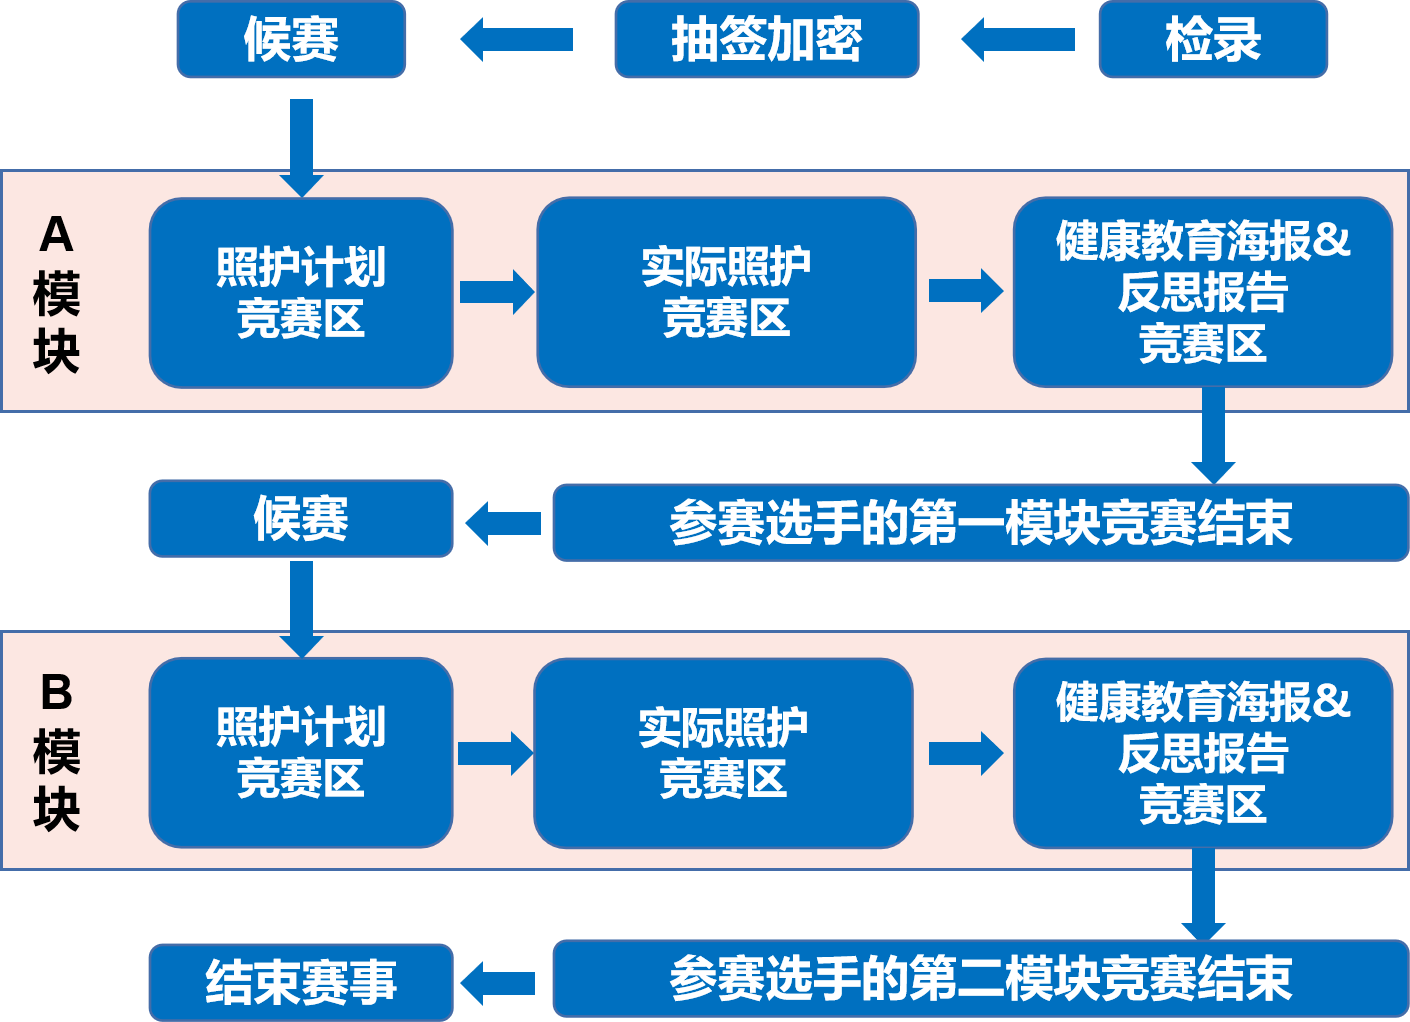 候赛
抽签加密
检录
A
模
块
照护计划
竞赛区
实际照护
竞赛区
健康教育海报&
反思报告
竞赛区
候赛
参赛选手的第一模块竞赛结束
B
模
块
照护计划
竞赛区
实际照护
竞赛区
健康教育海报&
反思报告
竞赛区
结束赛事
参赛选手的第二模块竞赛结束